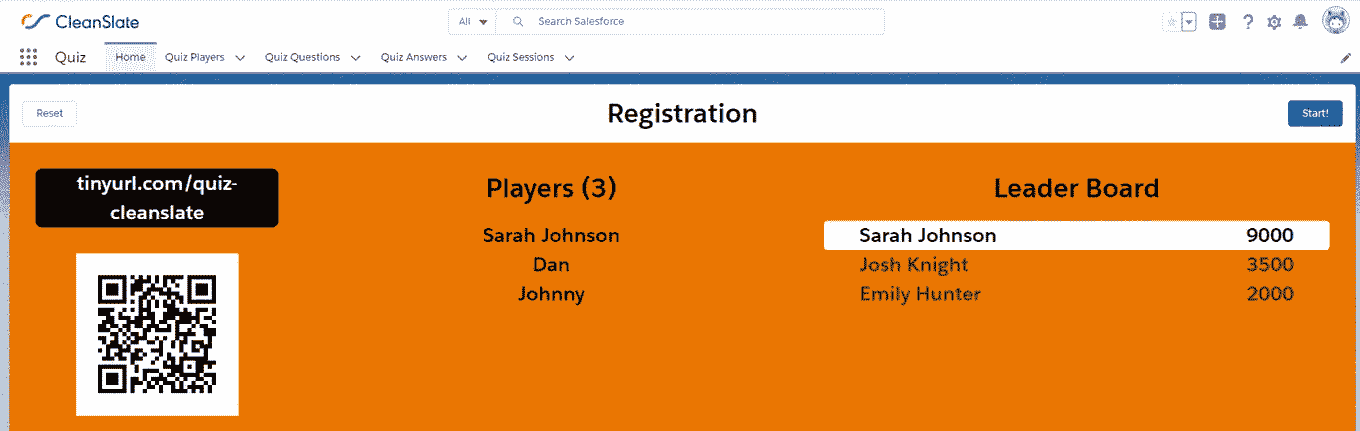 CleanSlate
All
Search Salesforce
Quiz
Home
Quiz Players
Quiz Questions
Quiz Answers
Quiz Sessions
Reset
Registration
Start!
tinyurl.com/quiz-
cleanslate
Players (3)
Sarah Johnson
Dan
Johnny
Leader Board
Sarah Johnson 9000
Josh Knight 3500
Emily Hunter 2000